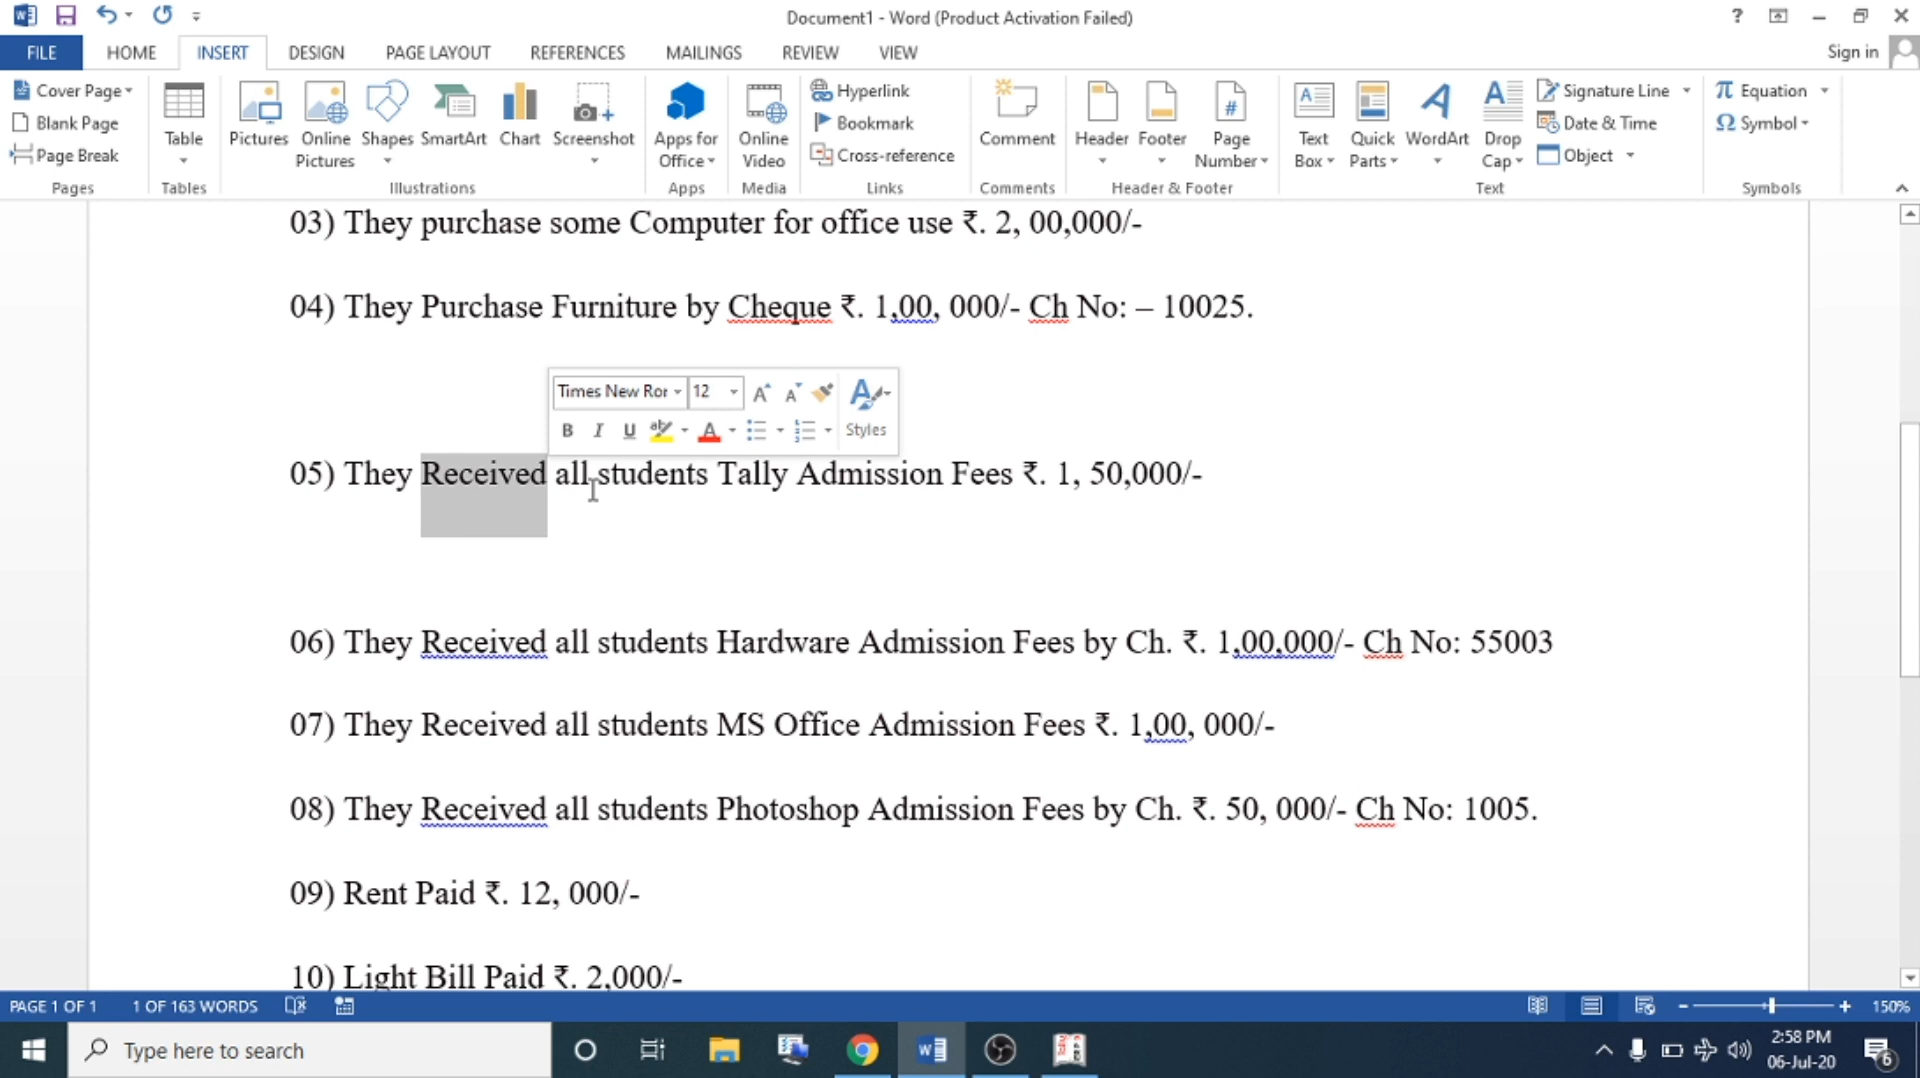 Document1 - Word (Product Activation Failed)
FILE HOME INSERT DESIGN PAGE LAYOUT REFERENCES MAILINGS REVIEW VIEW Sign in
Cover Page
Blank Page
Page Break
Pages
Table
Tables
Pictures
Online Pictures
Shapes
SmartArt
Chart
Screenshot
Illustrations
Apps for Office
Apps
Online Video
Media
Hyperlink
Bookmark
Cross-reference
Links
Comment
Comments
Header
Footer
Page Number
Header & Footer
Text Box
Quick Parts
WordArt
Drop Cap
Signature Line
Date & Time
Object
Text
Equation
Symbol
Symbols
03) They purchase some Computer for office use ₹. 2, 00,000/-
04) They Purchase Furniture by Cheque ₹. 1,00, 000/- Ch No: – 10025.
Times New Ror 12
B I U Styles
05) They Received all students Tally Admission Fees ₹. 1, 50,000/-
06) They Received all students Hardware Admission Fees by Ch. ₹. 1,00,000/- Ch No: 55003
07) They Received all students MS Office Admission Fees ₹. 1,00, 000/-
08) They Received all students Photoshop Admission Fees by Ch. ₹. 50, 000/- Ch No: 1005.
09) Rent Paid ₹. 12, 000/-
10) Light Bill Paid ₹. 2,000/-
PAGE 1 OF 1 1 OF 163 WORDS 150%
Type here to search
2:58 PM
06-Jul-20
6